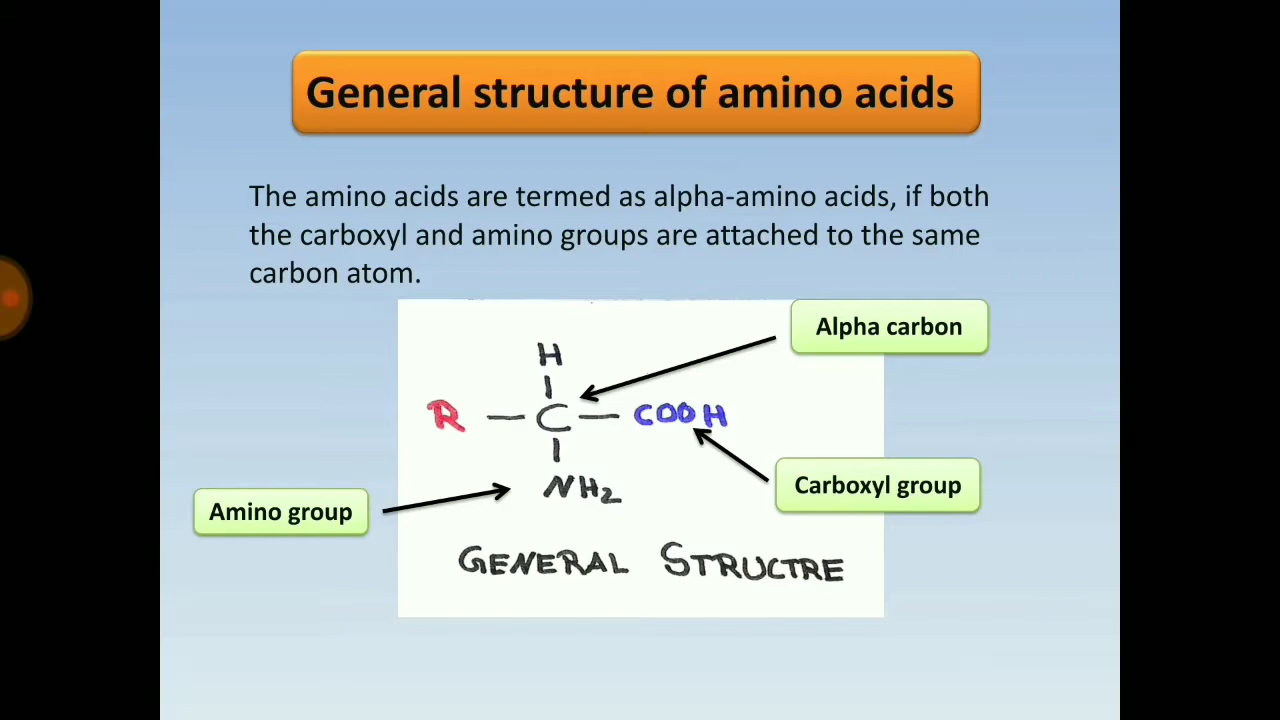 General structure of amino acids
The amino acids are termed as alpha-amino acids, if both
the carboxyl and amino groups are attached to the same
carbon atom.
Alpha carbon
H
R — C — COOH
NH2
Carboxyl group
Amino group
GENERAL STRUCTRE